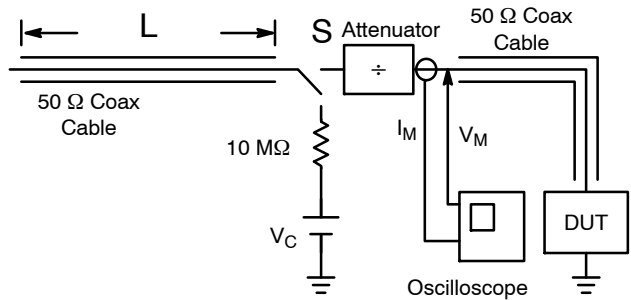 L
S
Attenuator
÷
50 Ω Coax
Cable
50 Ω Coax
Cable
I_M
V_M
10 MΩ
V_C
DUT
Oscilloscope